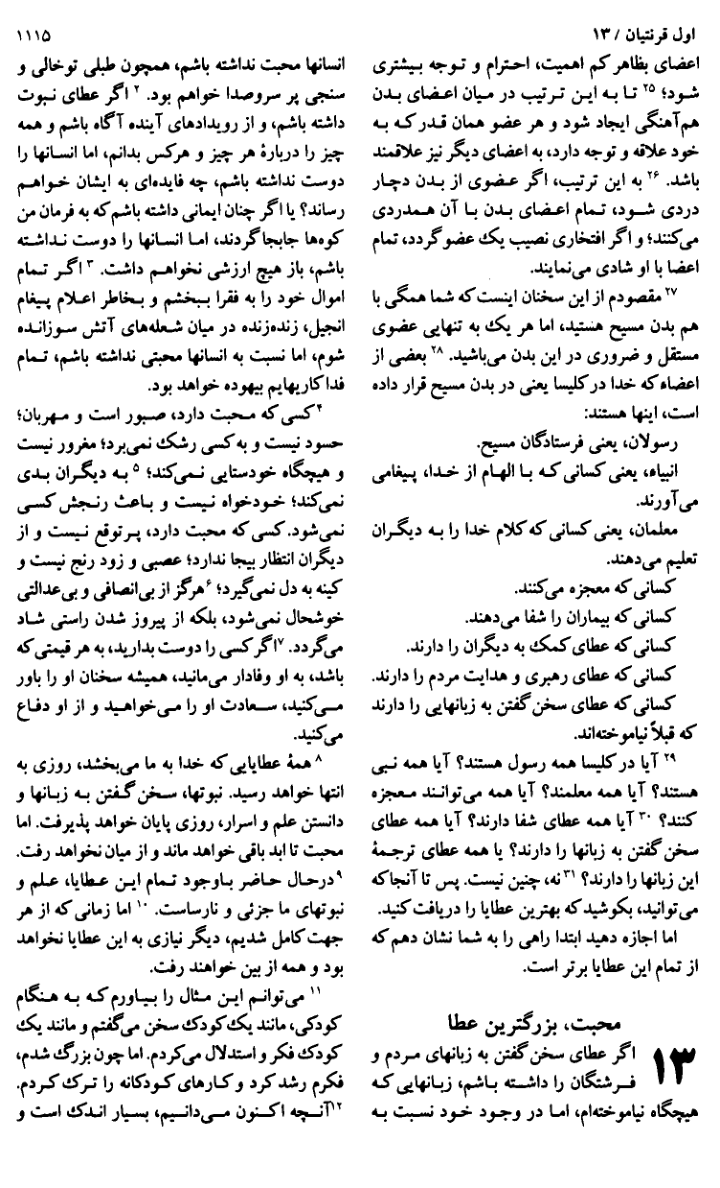 اول قرنتیان / ۱۳
۱۱۱۵
اعضای بظاهر کم اهمیت، احترام و توجه بیشتری
شود؛ ۲۵ تا به این ترتیب در میان اعضای بدن
هم‌آهنگی ایجاد شود و هر عضو همان قدر که به
خود علاقه و توجه دارد، به اعضای دیگر نیز علاقمند
باشد. ۲۶ به این ترتیب، اگر عضوی از بدن دچار
دردی شود، تمام اعضای بدن با آن همدردی
می‌کنند؛ و اگر افتخاری نصیب یك عضو گردد، تمام
اعضا با او شادی می‌نمایند.
۲۷ مقصودم از این سخنان اینست که شما همگی با
هم بدن مسیح هستید، اما هر یك به تنهایی عضوی
مستقل و ضروری در این بدن می‌باشید. ۲۸ بعضی از
اعضاء که خدا در کلیسا یعنی در بدن مسیح قرار داده
است، اینها هستند:
رسولان، یعنی فرستادگان مسیح.
انبیاء، یعنی کسانی که با الهام از خدا، پیغامی
می‌آورند.
معلمان، یعنی کسانی که کلام خدا را به دیگران
تعلیم می‌دهند.
کسانی که معجزه می‌کنند.
کسانی که بیماران را شفا می‌دهند.
کسانی که عطای کمك به دیگران را دارند.
کسانی که عطای رهبری و هدایت مردم را دارند.
کسانی که عطای سخن گفتن به زبانهایی را دارند
که قبلاً نیاموخته‌اند.
۲۹ آیا در کلیسا همه رسول هستند؟ آیا همه نبی
هستند؟ آیا همه معلمند؟ آیا همه می‌توانند معجزه
کنند؟ ۳۰ آیا همه عطای شفا دارند؟ آیا همه عطای
سخن گفتن به زبانها را دارند؟ یا همه عطای ترجمهٔ
این زبانها را دارند؟ ۳۱ نه، چنین نیست. پس تا آنجا که
می‌توانید، بکوشید که بهترین عطایا را دریافت کنید.
اما اجازه دهید ابتدا راهی را به شما نشان دهم که
از تمام این عطایا برتر است.
محبت، بزرگترین عطا
۱۳ اگر عطای سخن گفتن به زبانهای مردم و
فرشتگان را داشته باشم، زبانهایی که
هیچگاه نیاموخته‌ام، اما در وجود خود نسبت به
انسانها محبت نداشته باشم، همچون طبلی توخالی و
سنجی پر سروصدا خواهم بود. ۲ اگر عطای نبوت
داشته باشم، و از رویدادهای آینده آگاه باشم و همه
چیز را دربارهٔ هر چیز و هرکس بدانم، اما انسانها را
دوست نداشته باشم، چه فایده‌ای به ایشان خواهم
رساند؟ یا اگر چنان ایمانی داشته باشم که به فرمان من
کوه‌ها جابجا گردند، اما انسانها را دوست نداشته
باشم، باز هیچ ارزشی نخواهم داشت. ۳ اگر تمام
اموال خود را به فقرا ببخشم و بخاطر اعلام پیغام
انجیل، زنده‌زنده در میان شعله‌های آتش سوزانده
شوم، اما نسبت به انسانها محبتی نداشته باشم، تمام
فداکاریهایم بیهوده خواهد بود.
۴ کسی که محبت دارد، صبور است و مهربان؛
حسود نیست و به کسی رشك نمی‌برد؛ مغرور نیست
و هیچگاه خودستایی نمی‌کند؛ ۵ به دیگران بدی
نمی‌کند؛ خودخواه نیست و باعث رنجش کسی
نمی‌شود. کسی که محبت دارد، پرتوقع نیست و از
دیگران انتظار بیجا ندارد؛ عصبی و زود رنج نیست و
کینه به دل نمی‌گیرد؛ ۶ هرگز از بی‌انصافی و بی‌عدالتی
خوشحال نمی‌شود، بلکه از پیروز شدن راستی شاد
می‌گردد. ۷ اگر کسی را دوست بدارید، به هر قیمتی که
باشد، به او وفادار می‌مانید، همیشه سخنان او را باور
می‌کنید، سعادت او را می‌خواهید و از او دفاع
می‌کنید.
۸ همهٔ عطایایی که خدا به ما می‌بخشد، روزی به
انتها خواهد رسید. نبوتها، سخن گفتن به زبانها و
دانستن علم و اسرار، روزی پایان خواهد پذیرفت. اما
محبت تا ابد باقی خواهد ماند و از میان نخواهد رفت.
۹ درحال حاضر باوجود تمام این عطایا، علم و
نبوتهای ما جزئی و نارساست. ۱۰ اما زمانی که از هر
جهت کامل شدیم، دیگر نیازی به این عطایا نخواهد
بود و همه از بین خواهند رفت.
۱۱ می‌توانم این مثال را بیاورم که به هنگام
کودکی، مانند یك کودك سخن می‌گفتم و مانند یك
کودك فکر و استدلال می‌کردم. اما چون بزرگ شدم،
فکرم رشد کرد و کارهای کودکانه را ترك کردم.
۱۲ آنچه اکنون می‌دانیم، بسیار اندك است و